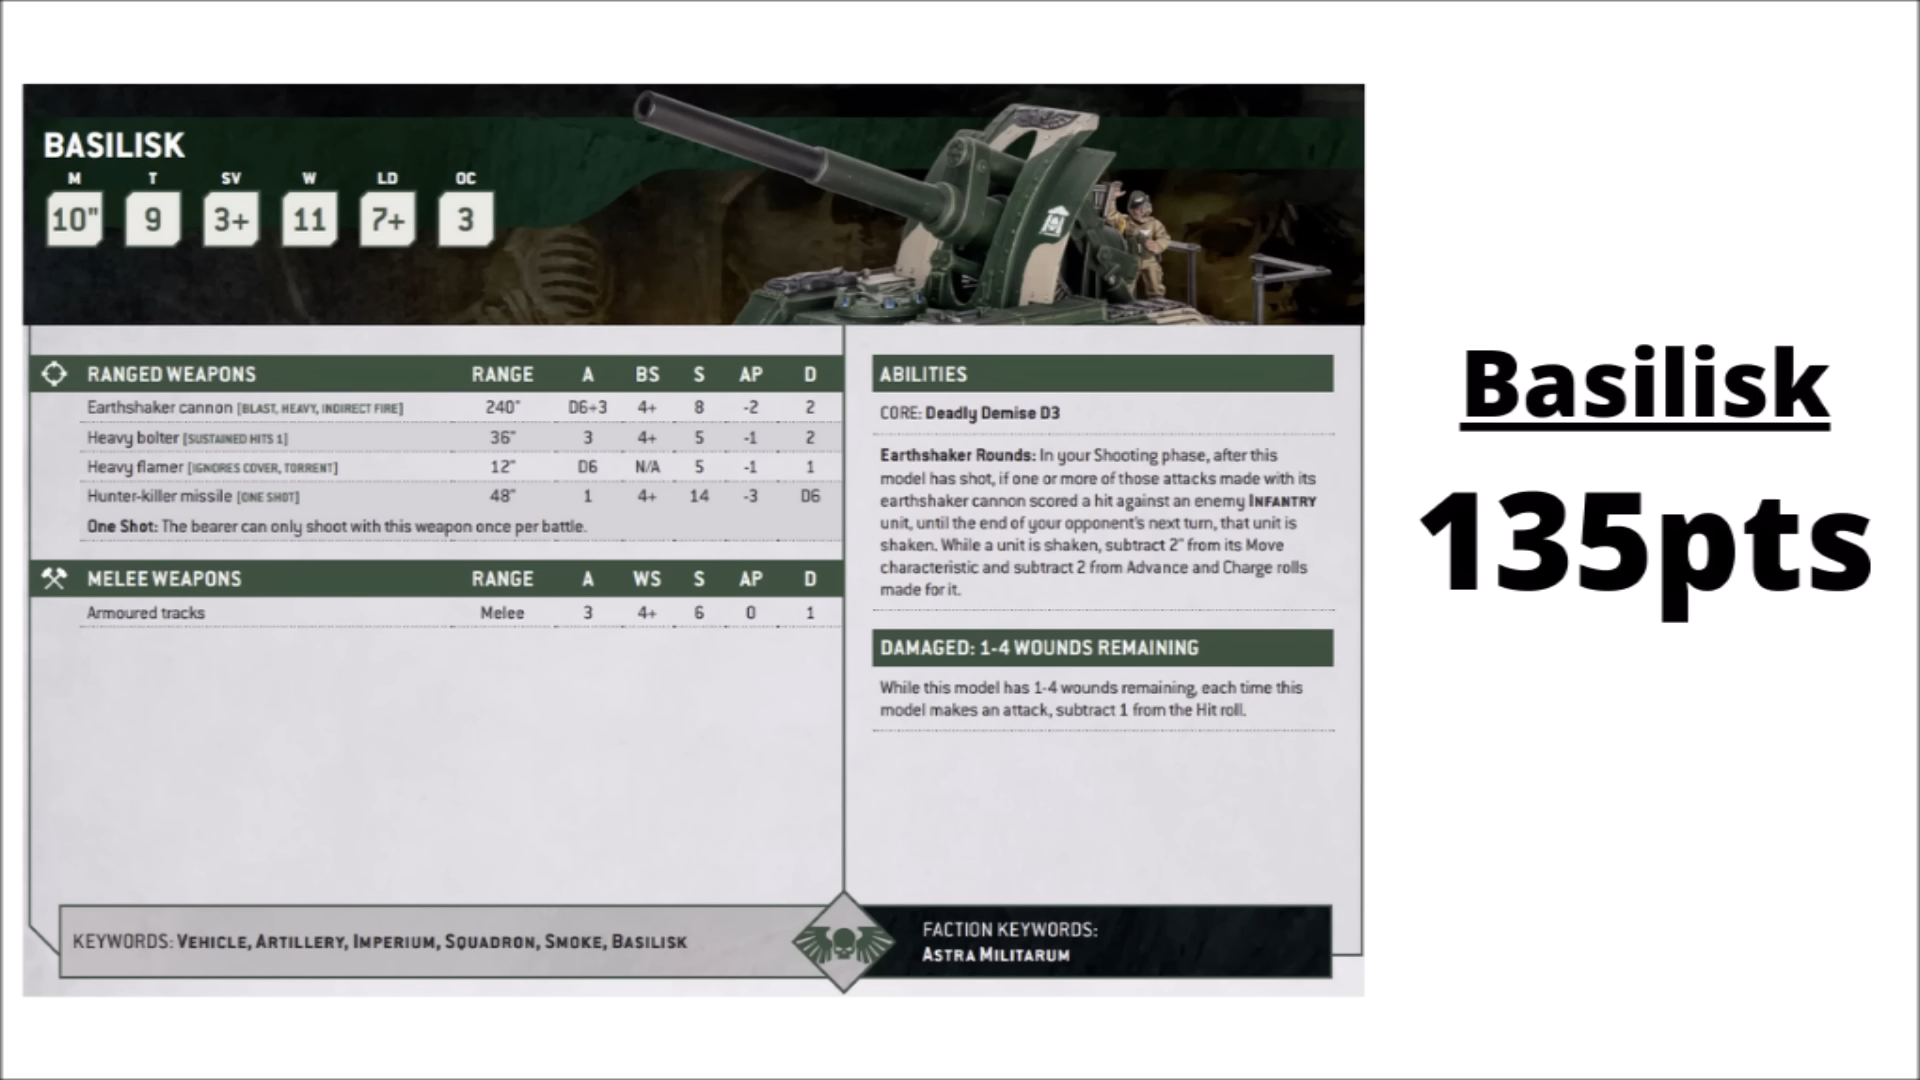 BASILISK
M T SV W LD OC
10" 9 3+ 11 7+ 3
RANGED WEAPONS RANGE A BS S AP D
Earthshaker cannon [BLAST, HEAVY, INDIRECT FIRE] 240" D6+3 4+ 8 -2 2
Heavy bolter [SUSTAINED HITS 1] 36" 3 4+ 5 -1 2
Heavy flamer [IGNORES COVER, TORRENT] 12" D6 N/A 5 -1 1
Hunter-killer missile [ONE SHOT] 48" 1 4+ 14 -3 D6
One Shot: The bearer can only shoot with this weapon once per battle.
MELEE WEAPONS RANGE A WS S AP D
Armoured tracks Melee 3 4+ 6 0 1
ABILITIES
CORE: Deadly Demise D3
Earthshaker Rounds: In your Shooting phase, after this
model has shot, if one or more of those attacks made with its
earthshaker cannon scored a hit against an enemy INFANTRY
unit, until the end of your opponent's next turn, that unit is
shaken. While a unit is shaken, subtract 2" from its Move
characteristic and subtract 2 from Advance and Charge rolls
made for it.
DAMAGED: 1-4 WOUNDS REMAINING
While this model has 1-4 wounds remaining, each time this
model makes an attack, subtract 1 from the Hit roll.
KEYWORDS: VEHICLE, ARTILLERY, IMPERIUM, SQUADRON, SMOKE, BASILISK
FACTION KEYWORDS:
ASTRA MILITARUM
Basilisk
135pts